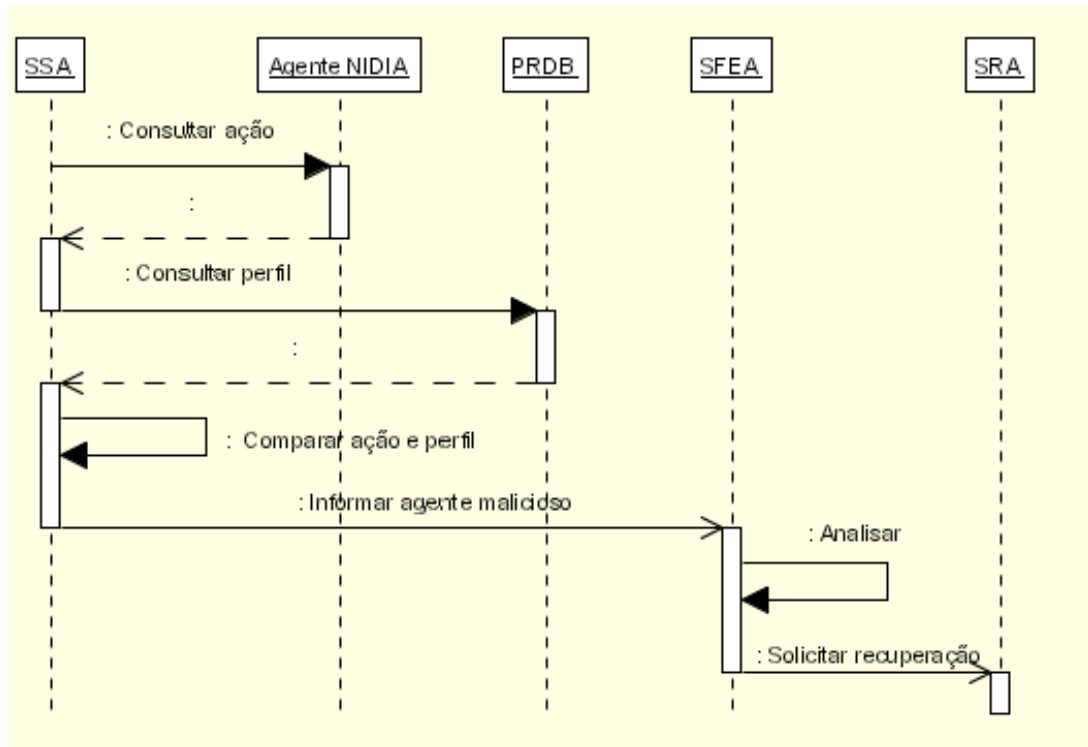 SSA
Agente NIDIA
PRDB
SFEA
SRA
: Consultar ação
:
: Consultar perfil
:
: Comparar ação e perfil
: Informar agente malicioso
: Analisar
: Solicitar recuperação